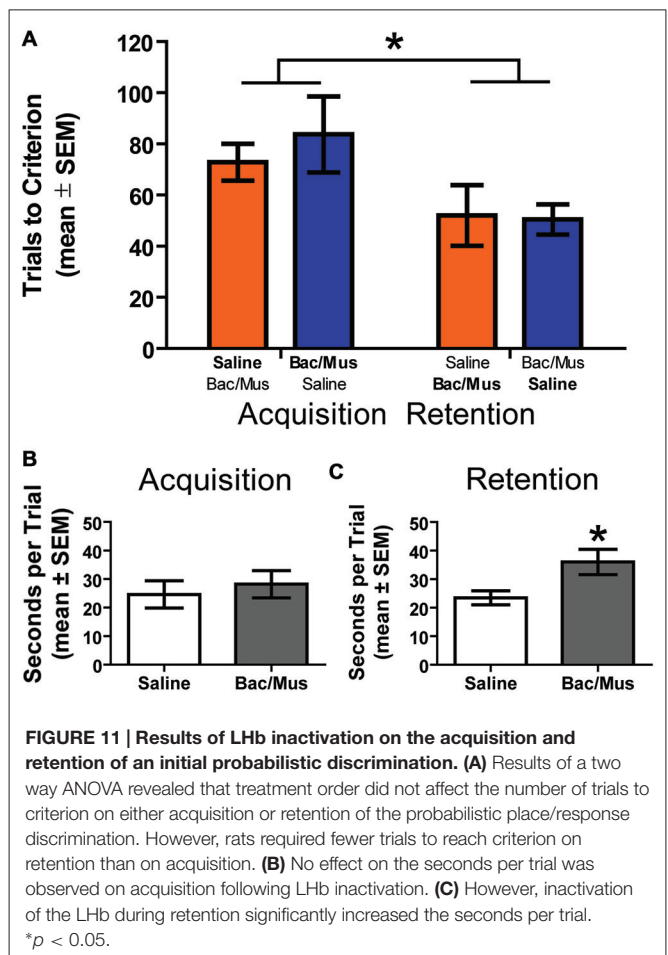 A
*
120
100
80
60
40
20
0
Trials to Criterion
(mean ± SEM)
Saline Bac/Mus Saline Bac/Mus
Bac/Mus Saline Bac/Mus Saline
Acquisition Retention
B
Acquisition
50
40
30
20
10
0
Seconds per Trial
(mean ± SEM)
Saline Bac/Mus
C
Retention
*
50
40
30
20
10
0
Seconds per Trial
(mean ± SEM)
Saline Bac/Mus
FIGURE 11 | Results of LHb inactivation on the acquisition and
retention of an initial probabilistic discrimination. (A) Results of a two
way ANOVA revealed that treatment order did not affect the number of trials to
criterion on either acquisition or retention of the probabilistic place/response
discrimination. However, rats required fewer trials to reach criterion on
retention than on acquisition. (B) No effect on the seconds per trial was
observed on acquisition following LHb inactivation. (C) However, inactivation
of the LHb during retention significantly increased the seconds per trial.
*p < 0.05.